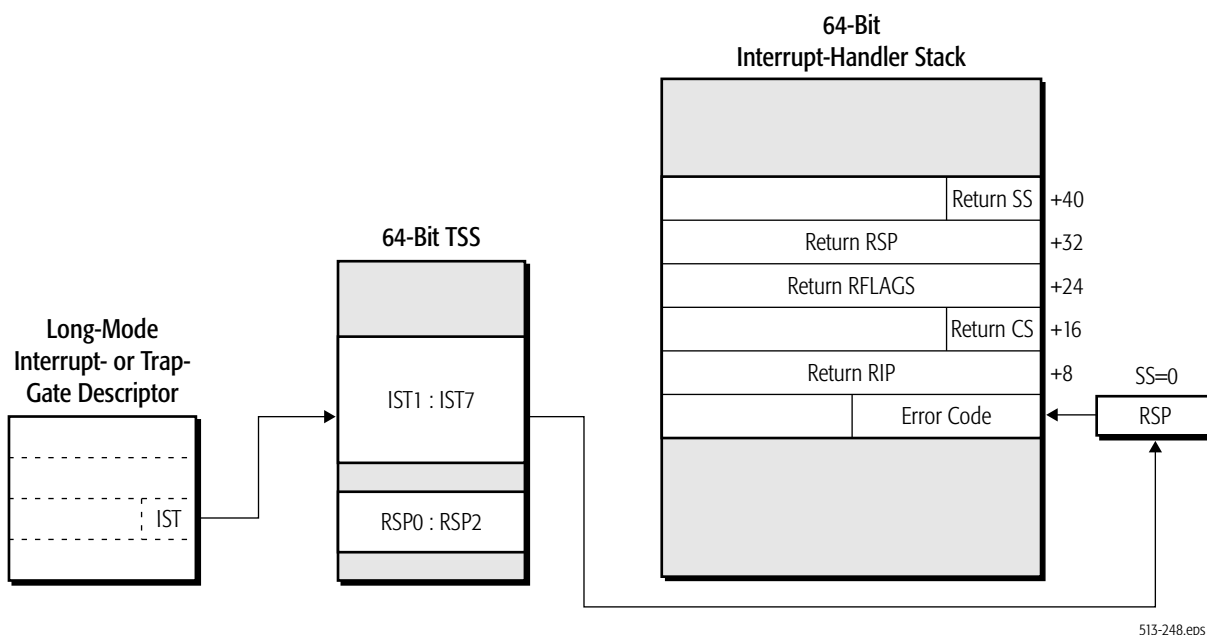 64-Bit
Interrupt-Handler Stack
Return SS +40
64-Bit TSS
Return RSP +32
Return RFLAGS +24
Long-Mode
Interrupt- or Trap-
Gate Descriptor
Return CS +16
IST1 : IST7
Return RIP +8
SS=0
Error Code
RSP
IST
RSP0 : RSP2
513-248.eps